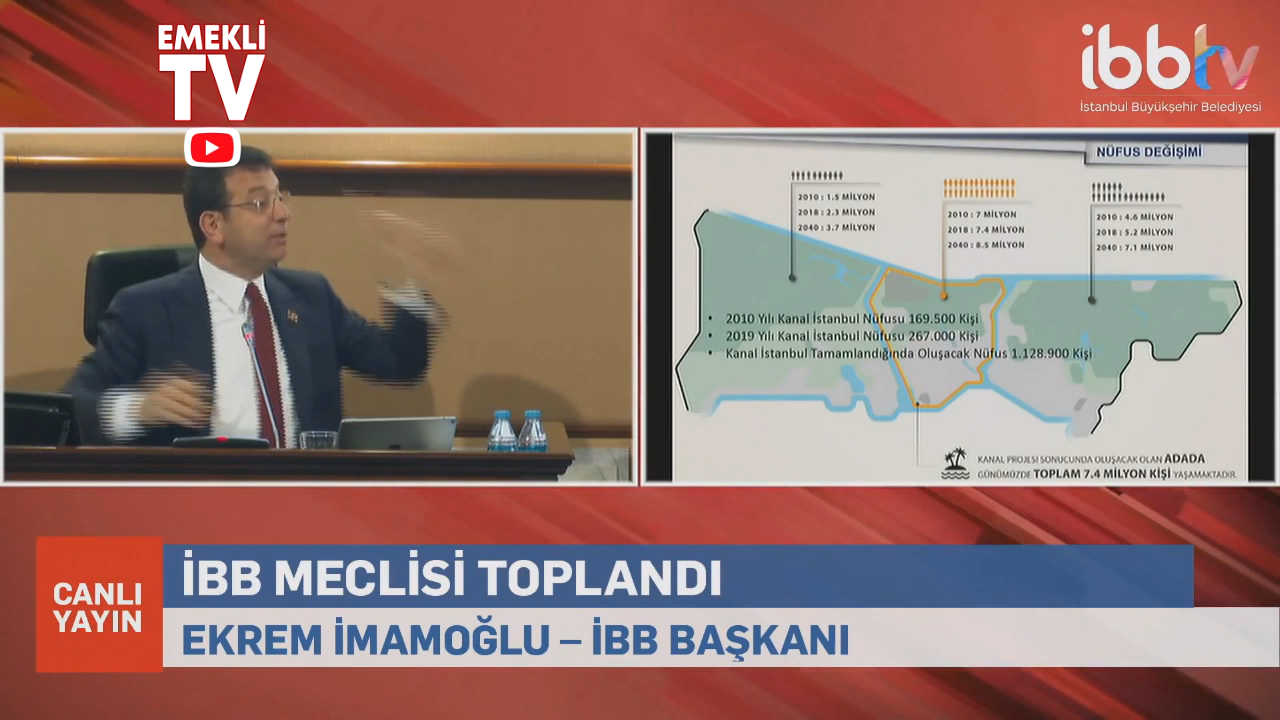 EMEKLİ
TV
ibbtv
İstanbul Büyükşehir Belediyesi
NÜFUS DEĞİŞİMİ
2010 : 1.5 MİLYON
2018 : 2.3 MİLYON
2040 : 3.7 MİLYON
2010 : 7 MİLYON
2018 : 7.4 MİLYON
2040 : 8.5 MİLYON
2010 : 4.6 MİLYON
2018 : 5.2 MİLYON
2040 : 7.1 MİLYON
• 2010 Yılı Kanal İstanbul Nüfusu 169.500 Kişi
• 2019 Yılı Kanal İstanbul Nüfusu 267.000 Kişi
• Kanal İstanbul Tamamlandığında Oluşacak Nüfus 1.128.900 Kişi
KANAL PROJESİ SONUCUNDA OLUŞACAK OLAN ADADA
GÜNÜMÜZDE TOPLAM 7.4 MİLYON KİŞİ YAŞAMAKTADIR.
CANLI
YAYIN
İBB MECLİSİ TOPLANDI
EKREM İMAMOĞLU – İBB BAŞKANI